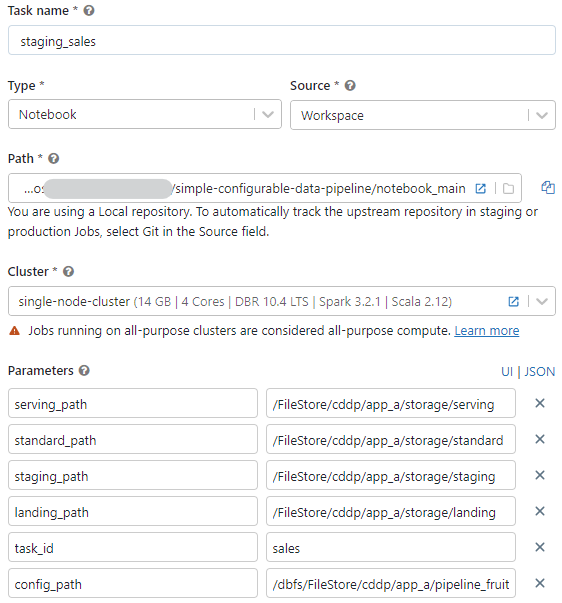 Task name *
staging_sales
Type * Source *
Notebook Workspace
Path *
...os /simple-configurable-data-pipeline/notebook_main
You are using a Local repository. To automatically track the upstream repository in staging or
production Jobs, select Git in the Source field.
Cluster *
single-node-cluster (14 GB | 4 Cores | DBR 10.4 LTS | Spark 3.2.1 | Scala 2.12)
Jobs running on all-purpose clusters are considered all-purpose compute. Learn more
Parameters UI | JSON
serving_path /FileStore/cddp/app_a/storage/serving
standard_path /FileStore/cddp/app_a/storage/standard
staging_path /FileStore/cddp/app_a/storage/staging
landing_path /FileStore/cddp/app_a/storage/landing
task_id sales
config_path /dbfs/FileStore/cddp/app_a/pipeline_fruit